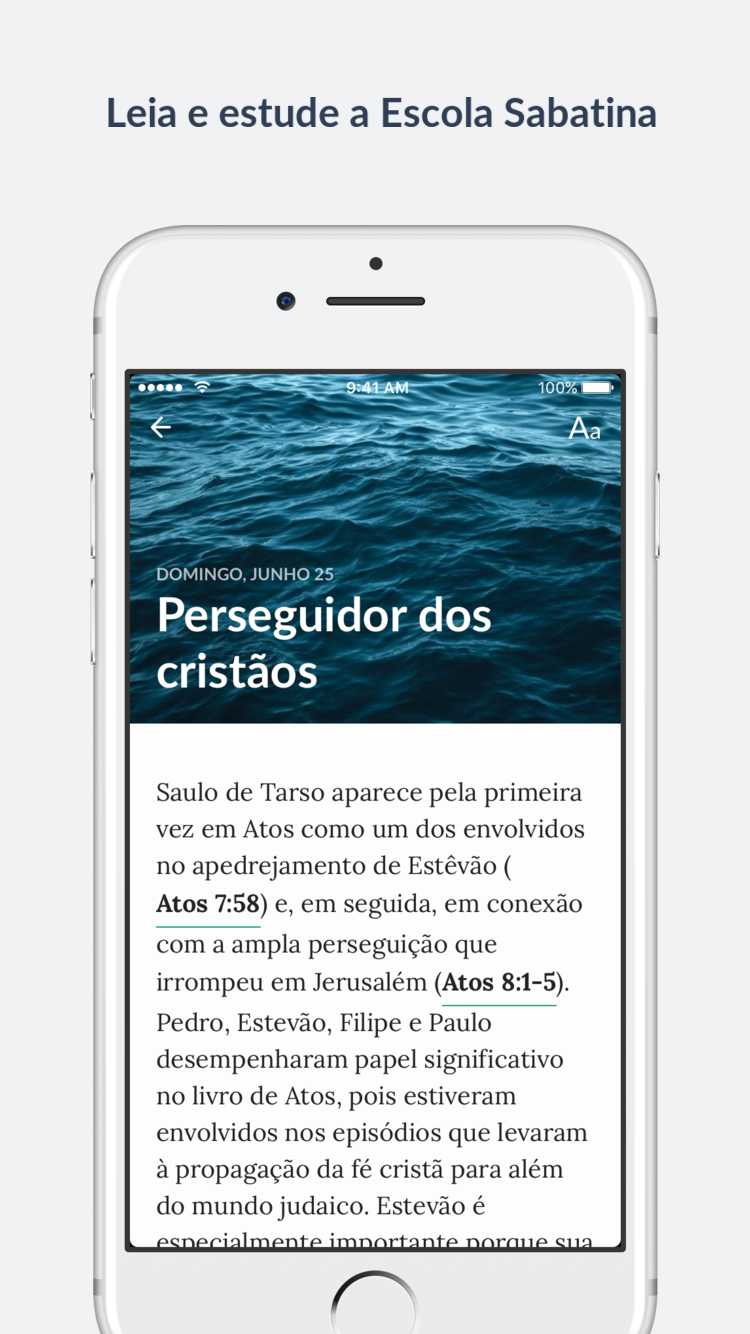 Leia e estude a Escola Sabatina
9:41 AM
100%
Aa
DOMINGO, JUNHO 25
Perseguidor dos
cristãos
Saulo de Tarso aparece pela primeira
vez em Atos como um dos envolvidos
no apedrejamento de Estêvão (
Atos 7:58) e, em seguida, em conexão
com a ampla perseguição que
irrompeu em Jerusalém (Atos 8:1-5).
Pedro, Estevão, Filipe e Paulo
desempenharam papel significativo
no livro de Atos, pois estiveram
envolvidos nos episódios que levaram
à propagação da fé cristã para além
do mundo judaico. Estevão é
especialmente importante porque sua